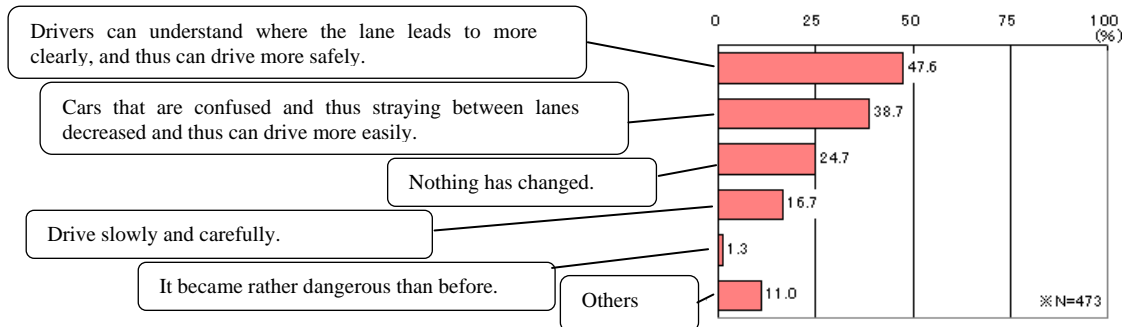 0 25 50 75 100
(%)
Drivers can understand where the lane leads to more
clearly, and thus can drive more safely.
47.6
Cars that are confused and thus straying between lanes
decreased and thus can drive more easily.
38.7
Nothing has changed.
24.7
Drive slowly and carefully.
16.7
It became rather dangerous than before.
1.3
Others
11.0
※N=473